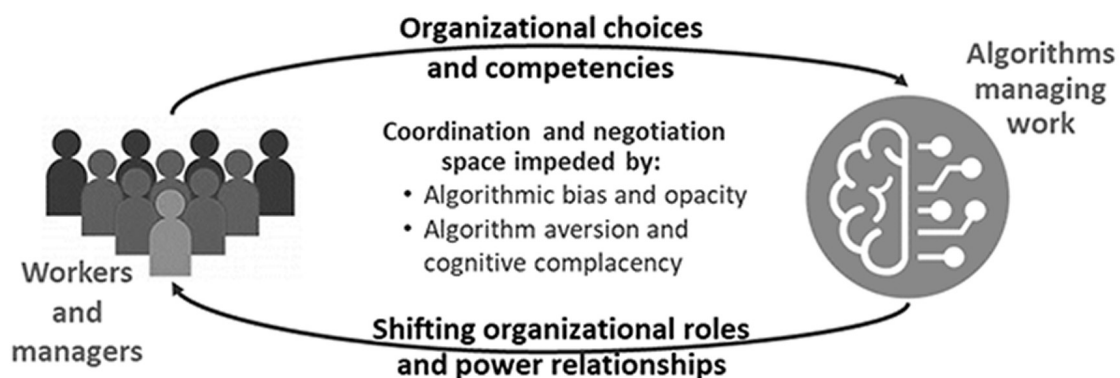 Organizational choices
and competencies
Algorithms
managing
work
Coordination and negotiation
space impeded by:
• Algorithmic bias and opacity
• Algorithm aversion and
cognitive complacency
Workers
and
managers
Shifting organizational roles
and power relationships